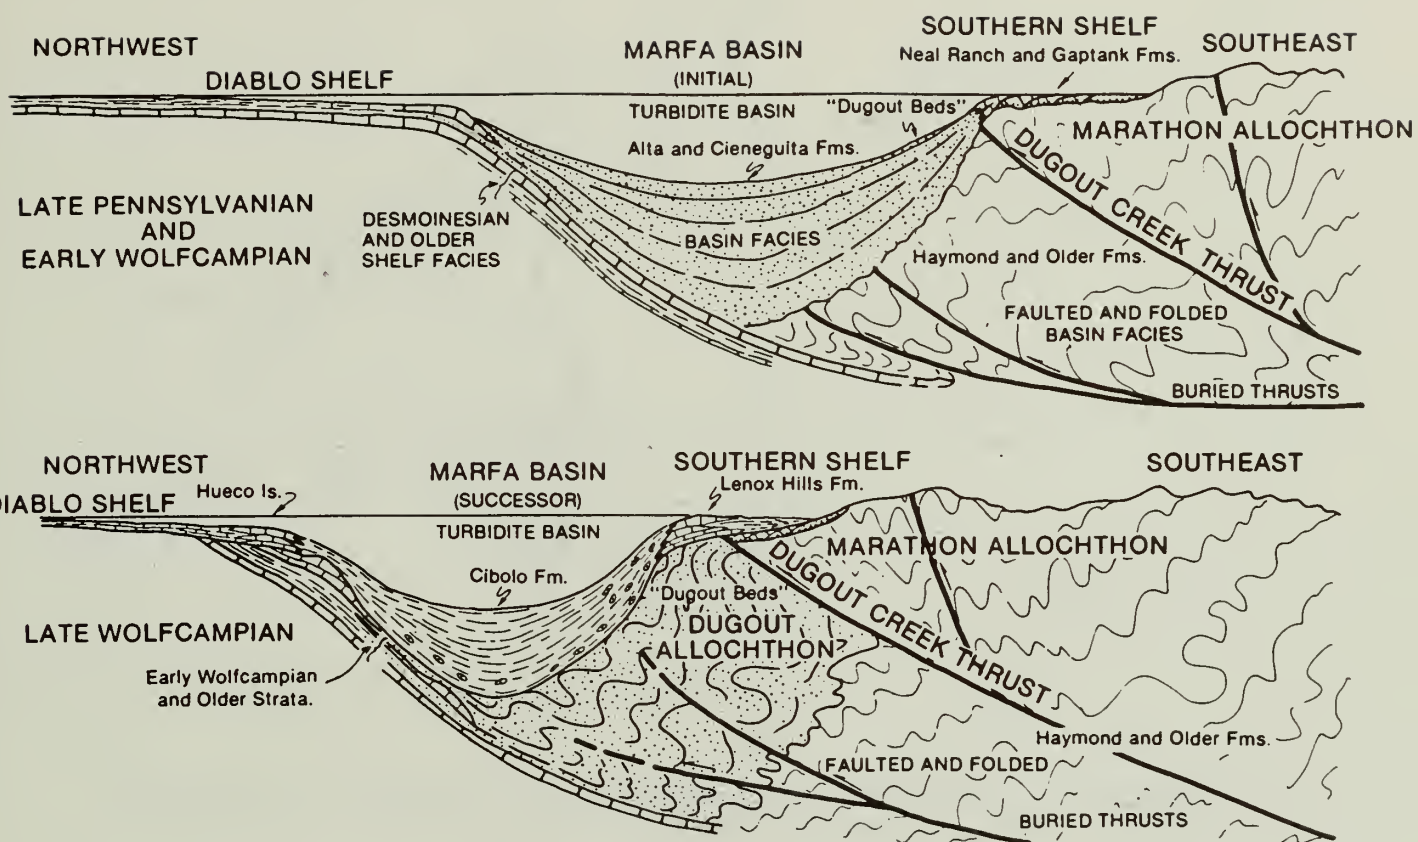 NORTHWEST
DIABLO SHELF
MARFA BASIN
(INITIAL)
TURBIDITE BASIN
SOUTHERN SHELF
Neal Ranch and Gaptank Fms.
SOUTHEAST
"Dugout Beds"
Alta and Cieneguita Fms.
MARATHON ALLOCHTHON
DUGOUT CREEK THRUST
LATE PENNSYLVANIAN
AND
EARLY WOLFCAMPIAN
DESMOINESIAN
AND OLDER
SHELF FACIES
BASIN FACIES
Haymond and Older Fms.
FAULTED AND FOLDED
BASIN FACIES
BURIED THRUSTS
NORTHWEST
DIABLO SHELF
Hueco ls.
MARFA BASIN
(SUCCESSOR)
TURBIDITE BASIN
SOUTHERN SHELF
Lenox Hills Fm.
SOUTHEAST
Cibolo Fm.
MARATHON ALLOCHTHON
"Dugout Beds"
DUGOUT
ALLOCHTHON?
DUGOUT CREEK THRUST
LATE WOLFCAMPIAN
Early Wolfcampian
and Older Strata.
Haymond and Older Fms.
FAULTED AND FOLDED
BURIED THRUSTS